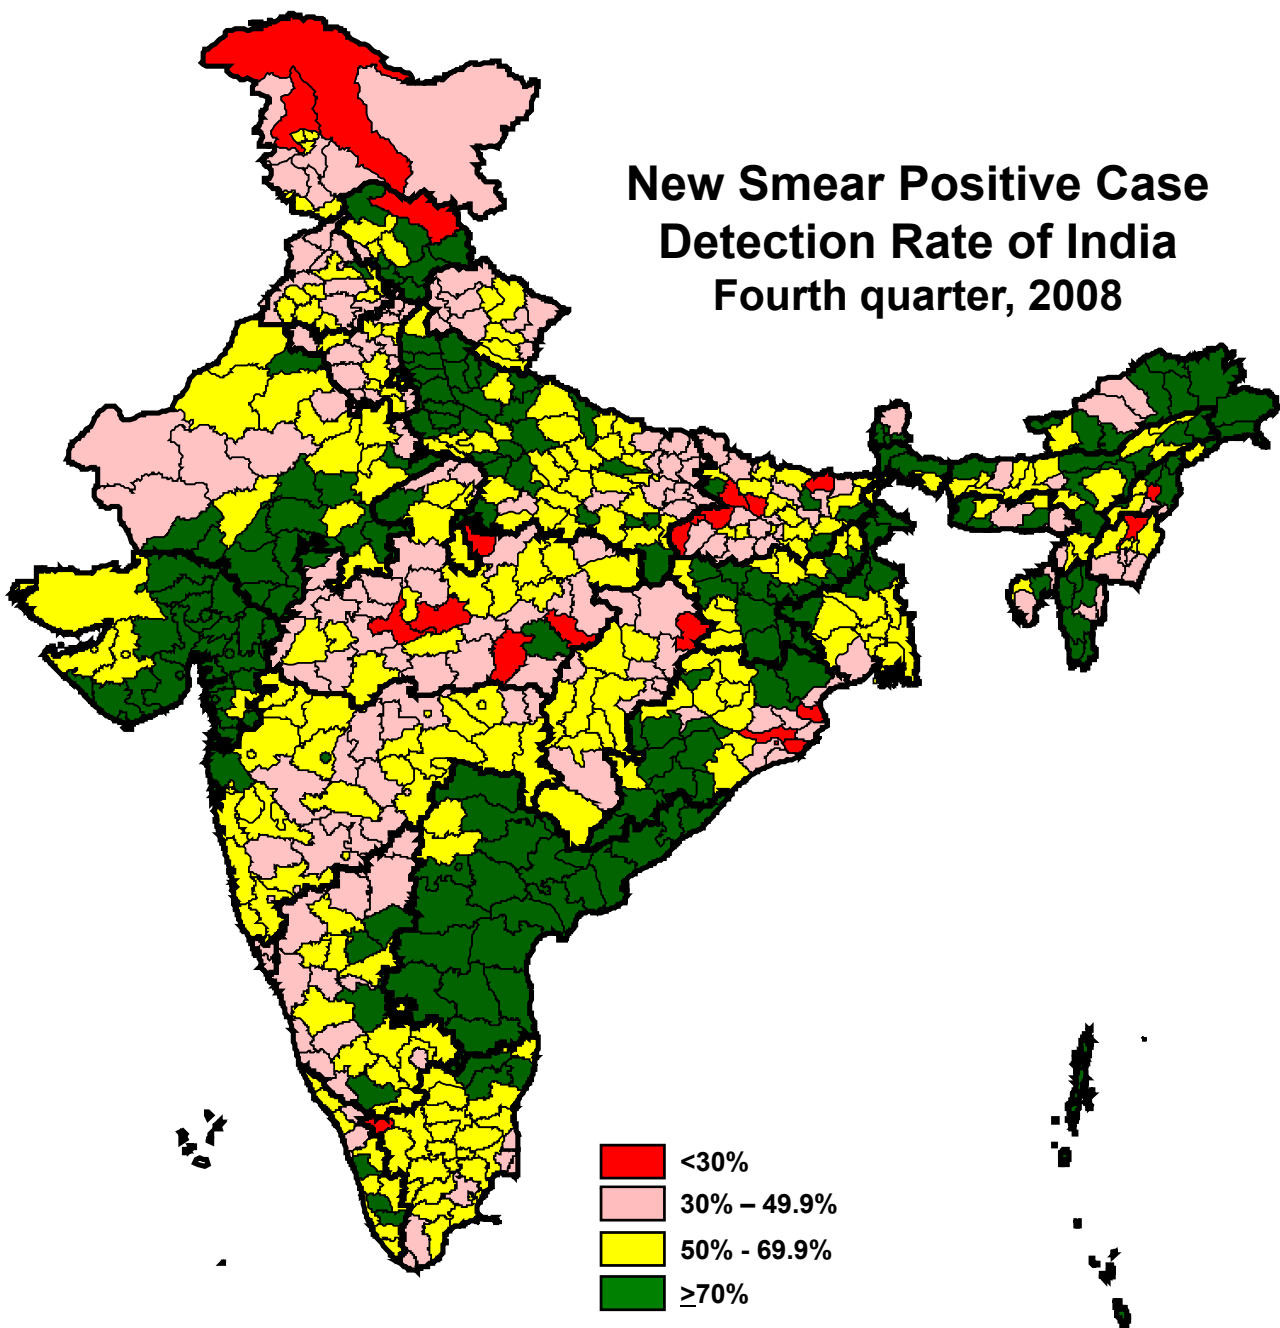 New Smear Positive Case
Detection Rate of India
Fourth quarter, 2008
<30%
30% – 49.9%
50% - 69.9%
≥70%